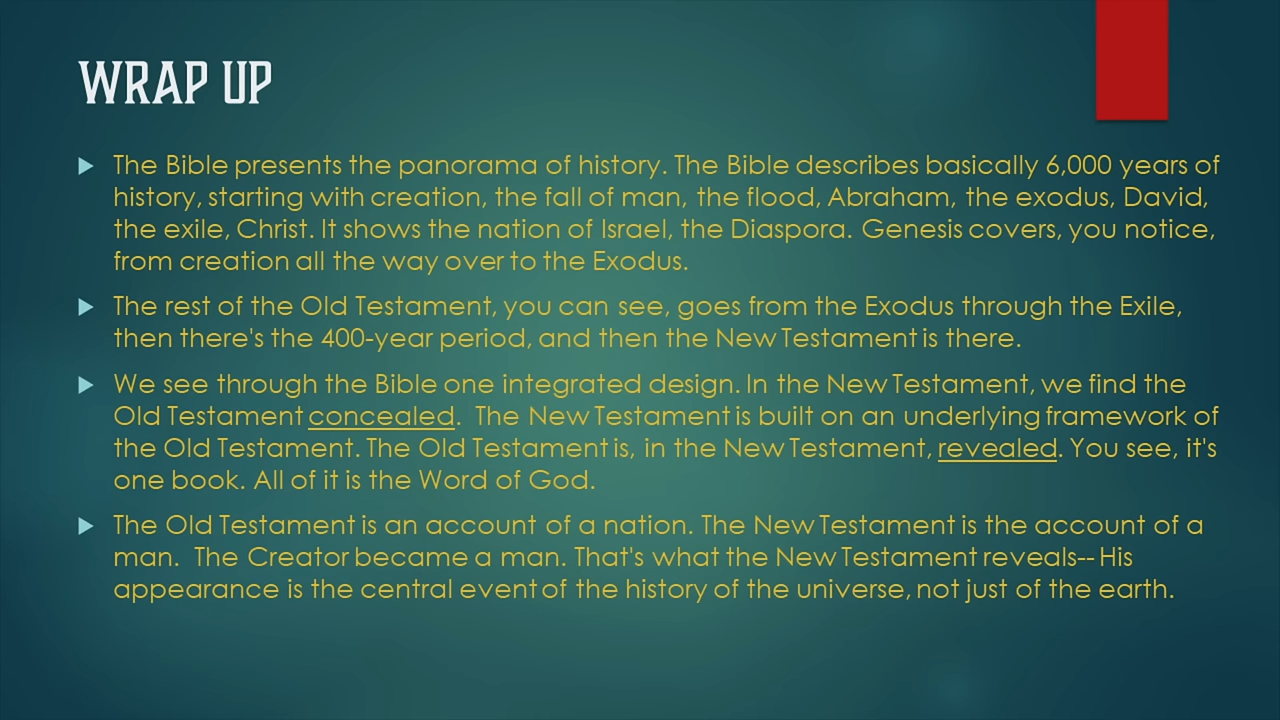 WRAP UP
The Bible presents the panorama of history. The Bible describes basically 6,000 years of
history, starting with creation, the fall of man, the flood, Abraham, the exodus, David,
the exile, Christ. It shows the nation of Israel, the Diaspora. Genesis covers, you notice,
from creation all the way over to the Exodus.
The rest of the Old Testament, you can see, goes from the Exodus through the Exile,
then there's the 400-year period, and then the New Testament is there.
We see through the Bible one integrated design. In the New Testament, we find the
Old Testament concealed.  The New Testament is built on an underlying framework of
the Old Testament. The Old Testament is, in the New Testament, revealed. You see, it's
one book. All of it is the Word of God.
The Old Testament is an account of a nation. The New Testament is the account of a
man.  The Creator became a man. That's what the New Testament reveals-- His
appearance is the central event of the history of the universe, not just of the earth.